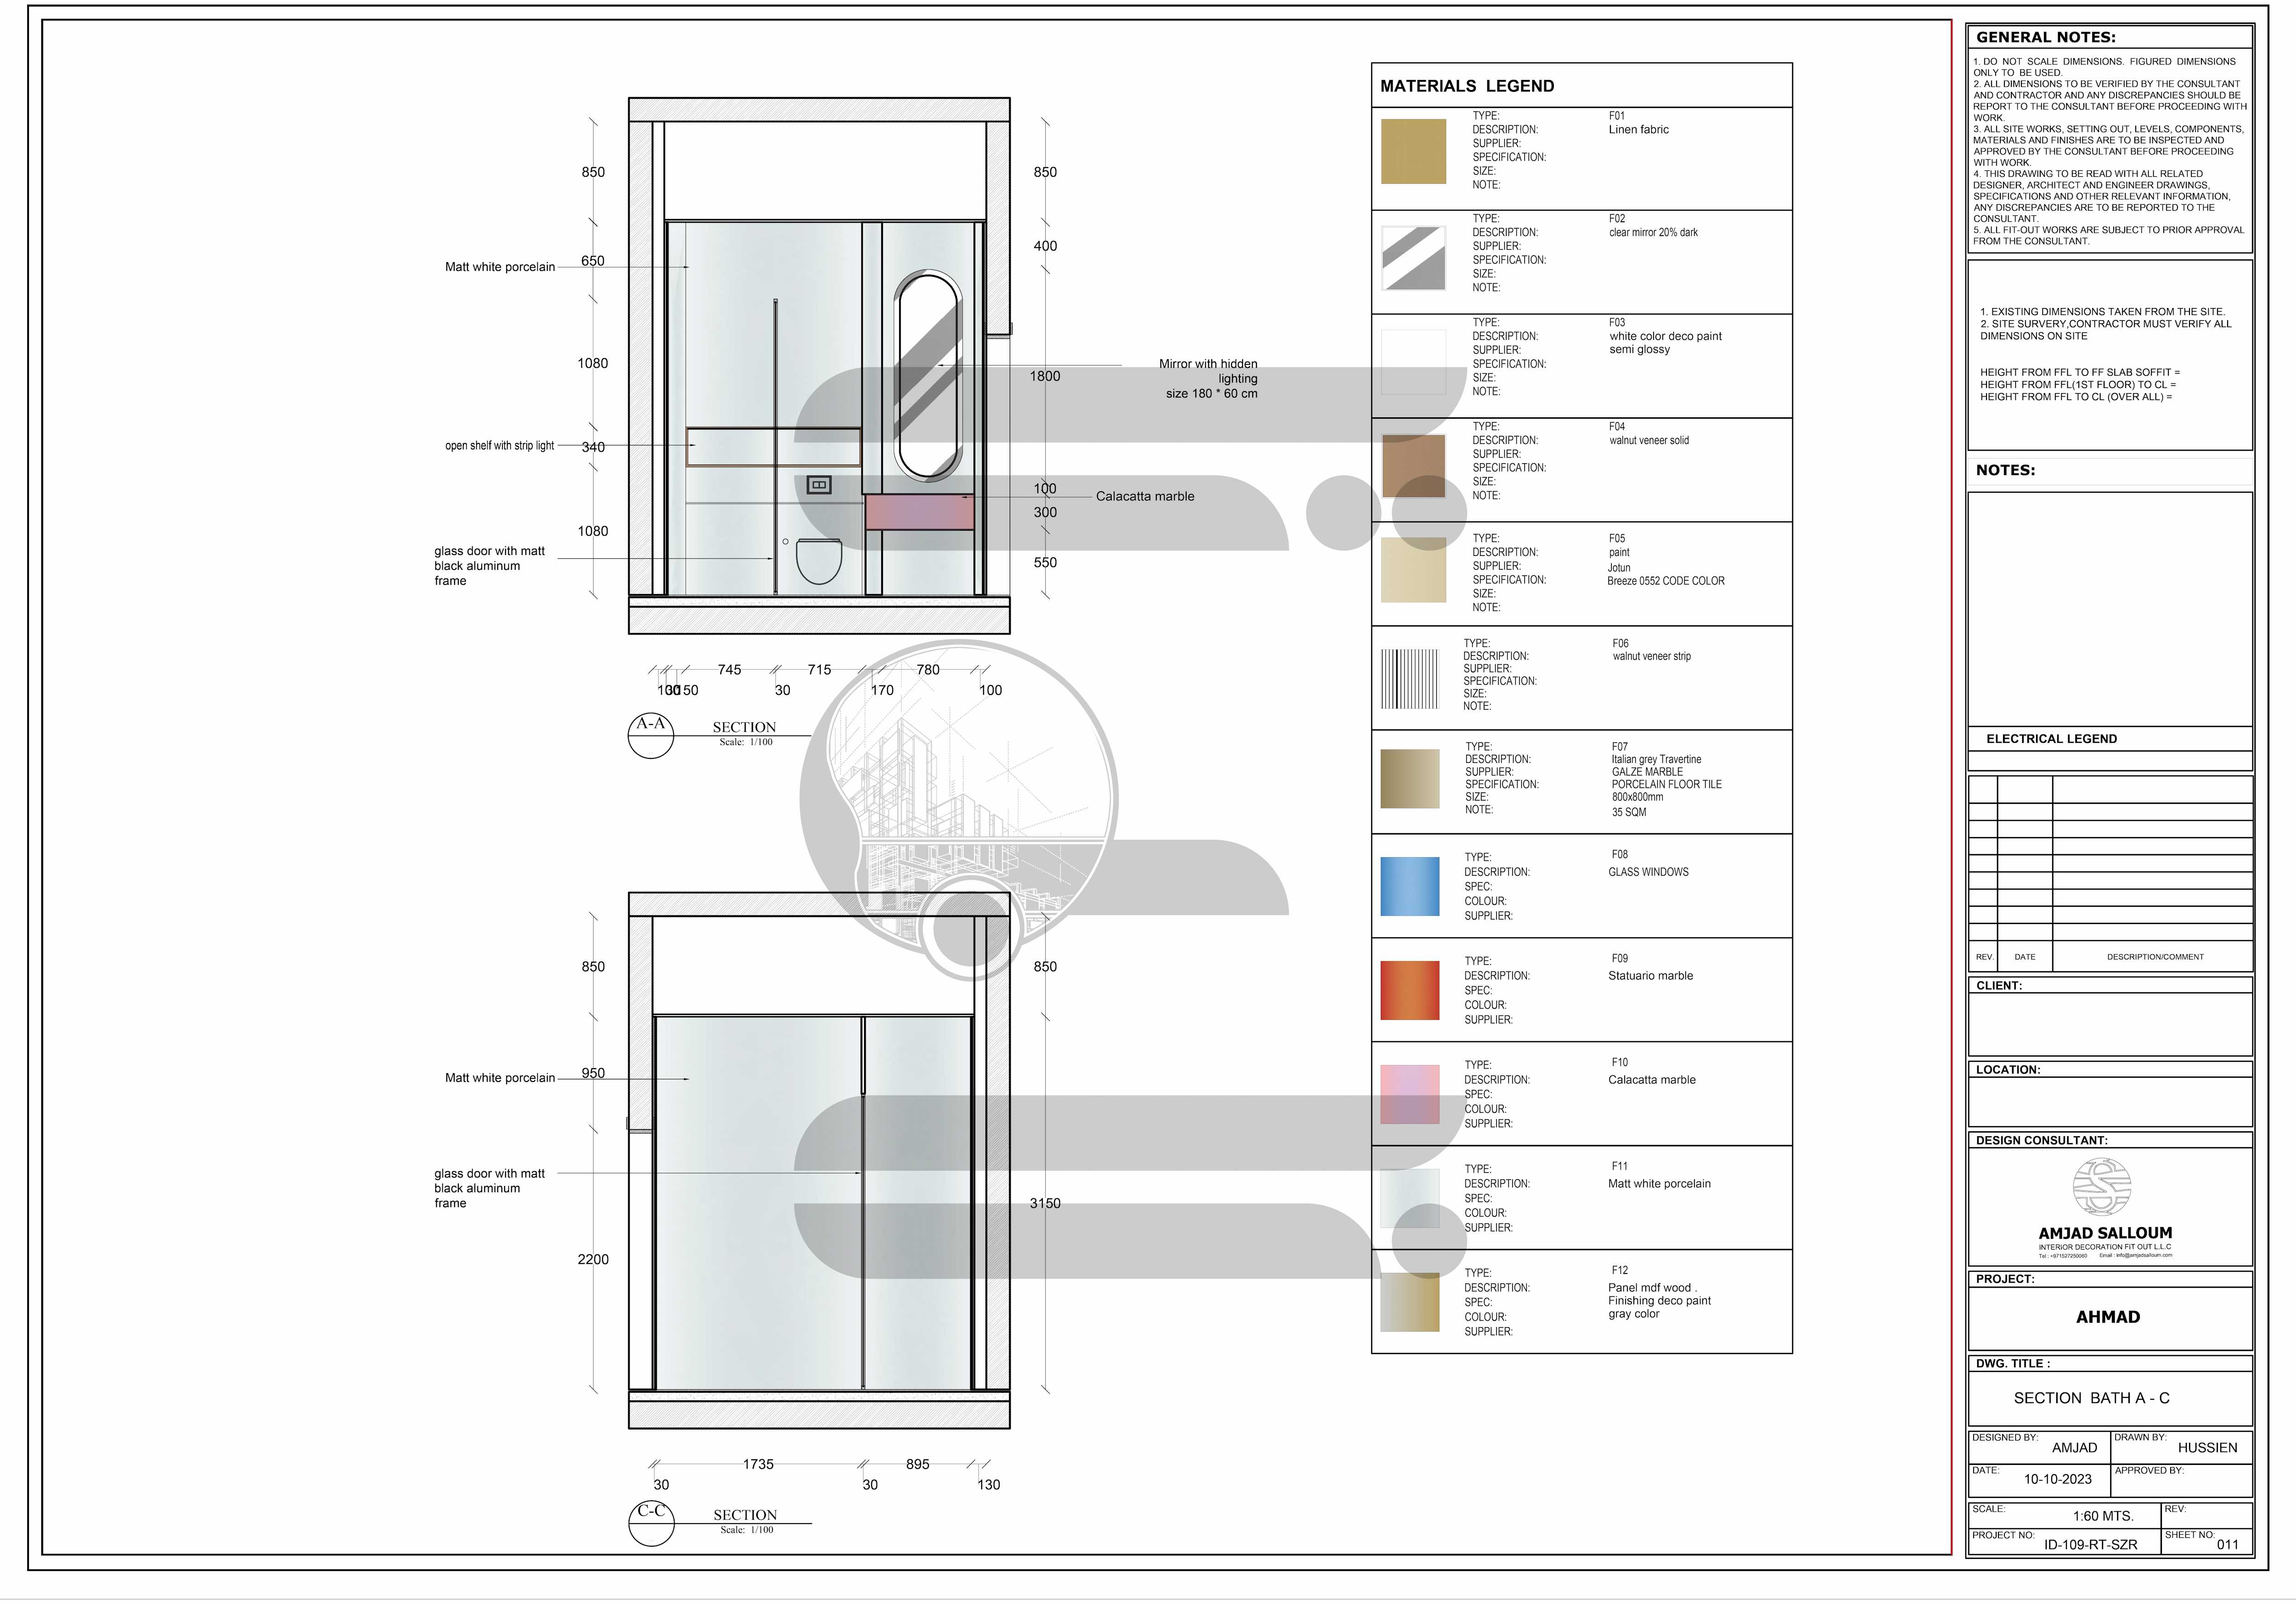 850
650
1080
340
1080
Matt white porcelain
open shelf with strip light
glass door with matt
black aluminum
frame
850
400
1800
100
300
550
Mirror with hidden
lighting
size 180 * 60 cm
Calacatta marble
745 715 780
150 30 170 100
A-A
SECTION
Scale: 1/100
850
950
2200
Matt white porcelain
glass door with matt
black aluminum
frame
850
3150
1735 895
30 30 130
C-C
SECTION
Scale: 1/100
MATERIALS LEGEND
TYPE: F01
DESCRIPTION: Linen fabric
SUPPLIER:
SPECIFICATION:
SIZE:
NOTE:
TYPE: F02
DESCRIPTION: clear mirror 20% dark
SUPPLIER:
SPECIFICATION:
SIZE:
NOTE:
TYPE: F03
DESCRIPTION: white color deco paint
SUPPLIER: semi glossy
SPECIFICATION:
SIZE:
NOTE:
TYPE: F04
DESCRIPTION: walnut veneer solid
SUPPLIER:
SPECIFICATION:
SIZE:
NOTE:
TYPE: F05
DESCRIPTION: paint
SUPPLIER: Jotun
SPECIFICATION: Breeze 0552 CODE COLOR
SIZE:
NOTE:
TYPE: F06
DESCRIPTION: walnut veneer strip
SUPPLIER:
SPECIFICATION:
SIZE:
NOTE:
TYPE: F07
DESCRIPTION: Italian grey Travertine
SUPPLIER: GALZE MARBLE
SPECIFICATION: PORCELAIN FLOOR TILE
SIZE: 800x800mm
NOTE: 35 SQM
TYPE: F08
DESCRIPTION: GLASS WINDOWS
SPEC:
COLOUR:
SUPPLIER:
TYPE: F09
DESCRIPTION: Statuario marble
SPEC:
COLOUR:
SUPPLIER:
TYPE: F10
DESCRIPTION: Calacatta marble
SPEC:
COLOUR:
SUPPLIER:
TYPE: F11
DESCRIPTION: Matt white porcelain
SPEC:
COLOUR:
SUPPLIER:
TYPE: F12
DESCRIPTION: Panel mdf wood .
SPEC: Finishing deco paint
COLOUR: gray color
SUPPLIER:
GENERAL NOTES:
1. DO NOT SCALE DIMENSIONS. FIGURED DIMENSIONS
ONLY TO BE USED.
2. ALL DIMENSIONS TO BE VERIFIED BY THE CONSULTANT
AND CONTRACTOR AND ANY DISCREPANCIES SHOULD BE
REPORT TO THE CONSULTANT BEFORE PROCEEDING WITH
WORK.
3. ALL SITE WORKS, SETTING OUT, LEVELS, COMPONENTS,
MATERIALS AND FINISHES ARE TO BE INSPECTED AND
APPROVED BY THE CONSULTANT BEFORE PROCEEDING
WITH WORK.
4. THIS DRAWING TO BE READ WITH ALL RELATED
DESIGNER, ARCHITECT AND ENGINEER DRAWINGS,
SPECIFICATIONS AND OTHER RELEVANT INFORMATION,
ANY DISCREPANCIES ARE TO BE REPORTED TO THE
CONSULTANT.
5. ALL FIT-OUT WORKS ARE SUBJECT TO PRIOR APPROVAL
FROM THE CONSULTANT.
1. EXISTING DIMENSIONS TAKEN FROM THE SITE.
2. SITE SURVERY,CONTRACTOR MUST VERIFY ALL
DIMENSIONS ON SITE
HEIGHT FROM FFL TO FF SLAB SOFFIT =
HEIGHT FROM FFL(1ST FLOOR) TO CL =
HEIGHT FROM FFL TO CL (OVER ALL) =
NOTES:
ELECTRICAL LEGEND
REV. DATE DESCRIPTION/COMMENT
CLIENT:
LOCATION:
DESIGN CONSULTANT:
AMJAD SALLOUM
INTERIOR DECORATION FiT OUT L.L.C
Tel : +971527250060 Email : info@amjadsalloum.com
PROJECT:
AHMAD
DWG. TITLE :
SECTION BATH A - C
DESIGNED BY: AMJAD DRAWN BY: HUSSIEN
DATE: 10-10-2023 APPROVED BY:
SCALE: 1:60 MTS. REV:
PROJECT NO: ID-109-RT-SZR SHEET NO: 011